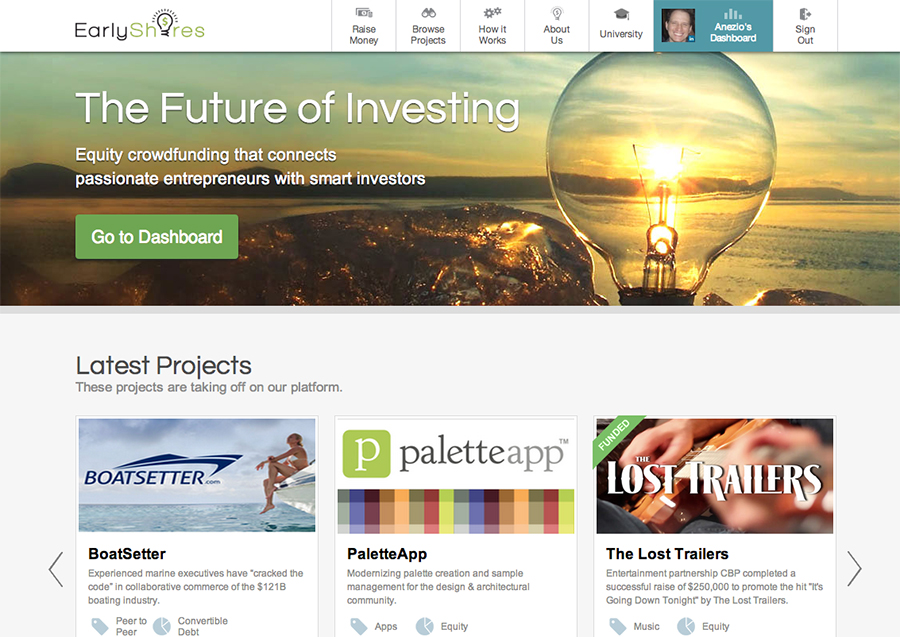 EarlyShares
Raise
Money
Browse
Projects
How it
Works
About
Us
University
Anezio's
Dashboard
Sign
Out
The Future of Investing
Equity crowdfunding that connects
passionate entrepreneurs with smart investors
Go to Dashboard
Latest Projects
These projects are taking off on our platform.
BOATSETTER.com
p paletteapp™
FUNDED
THE
LOST TRAILERS
BoatSetter
Experienced marine executives have "cracked the
code" in collaborative commerce of the $121B
boating industry.
Peer to
Peer
Convertible
Debt
PaletteApp
Modernizing palette creation and sample
management for the design & architectural
community.
Apps
Equity
The Lost Trailers
Entertainment partnership CBP completed a
successful raise of $250,000 to promote the hit "It's
Going Down Tonight" by The Lost Trailers.
Music
Equity